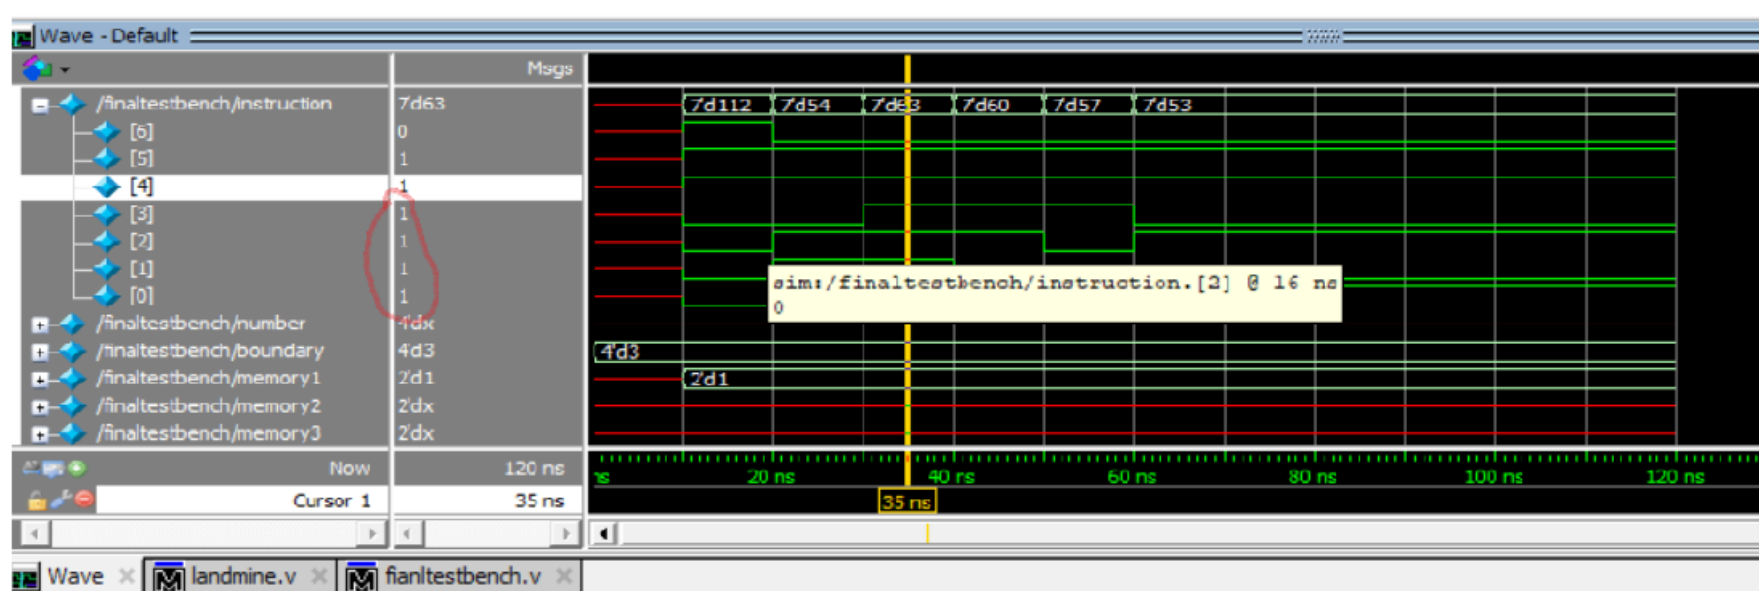 Wave - Default
Msgs
/finaltestbench/instruction 7'd63 7'd112 7'd54 7'd63 7'd60 7'd57 7'd53
[6] 0
[5] 1
[4] 1
[3] 1
[2] 1
[1] 1
[0] 1
sim:/finaltestbench/instruction.[2] @ 16 ns
0
/finaltestbench/number 4'dx
/finaltestbench/boundary 4'd3 4'd3
/finaltestbench/memory1 2'd1 2'd1
/finaltestbench/memory2 2'dx
/finaltestbench/memory3 2'dx
Now 120 ns ns 20 ns 40 ns 60 ns 80 ns 100 ns 120 ns
Cursor 1 35 ns 35 ns
Wave landmine.v fianltestbench.v